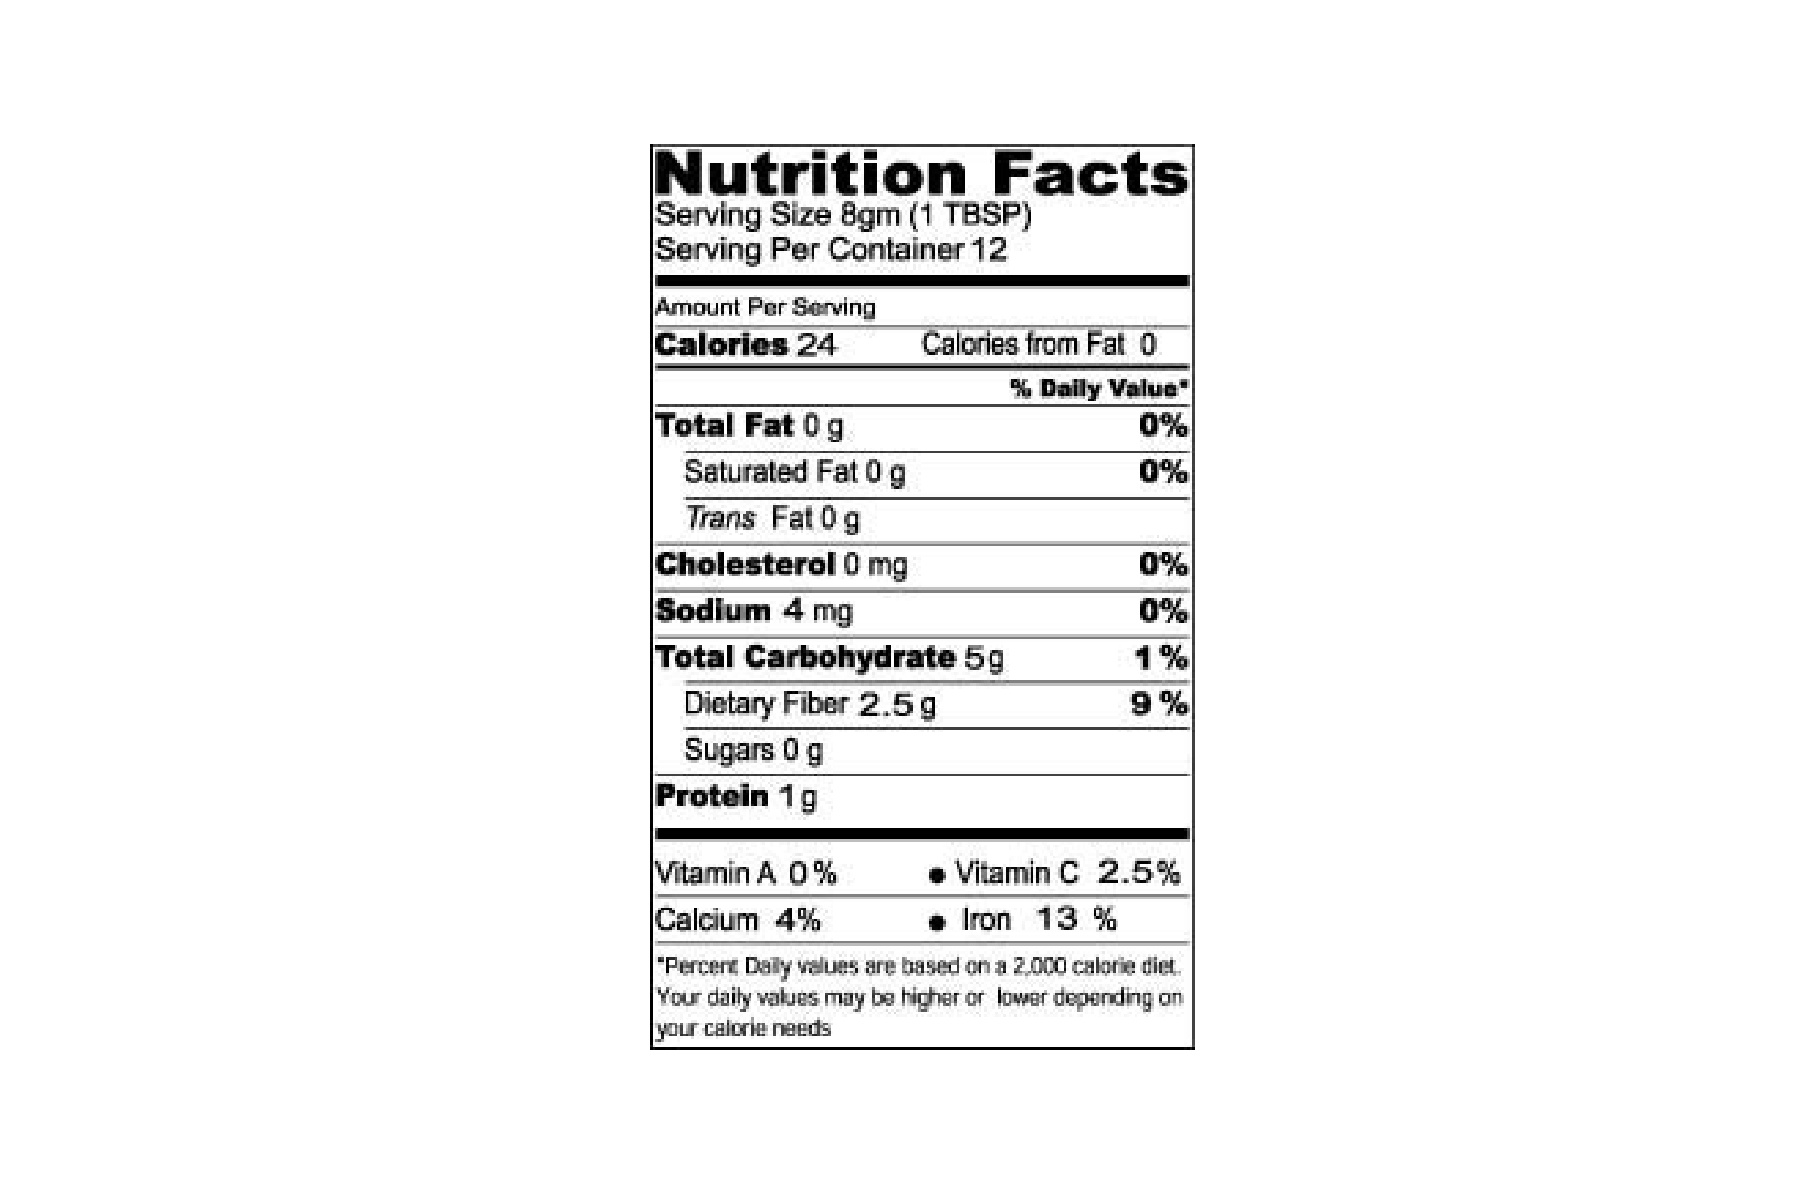 Nutrition Facts
Serving Size 8gm (1 TBSP)
Serving Per Container 12
Amount Per Serving
Calories 24 Calories from Fat 0
% Daily Value*
Total Fat 0 g 0%
Saturated Fat 0 g 0%
Trans Fat 0 g
Cholesterol 0 mg 0%
Sodium 4 mg 0%
Total Carbohydrate 5g 1 %
Dietary Fiber 2.5 g 9 %
Sugars 0 g
Protein 1 g
Vitamin A 0 % ● Vitamin C 2.5%
Calcium 4% ● Iron 13 %
*Percent Daily values are based on a 2,000 calorie diet.
Your daily values may be higher or lower depending on
your calorie needs